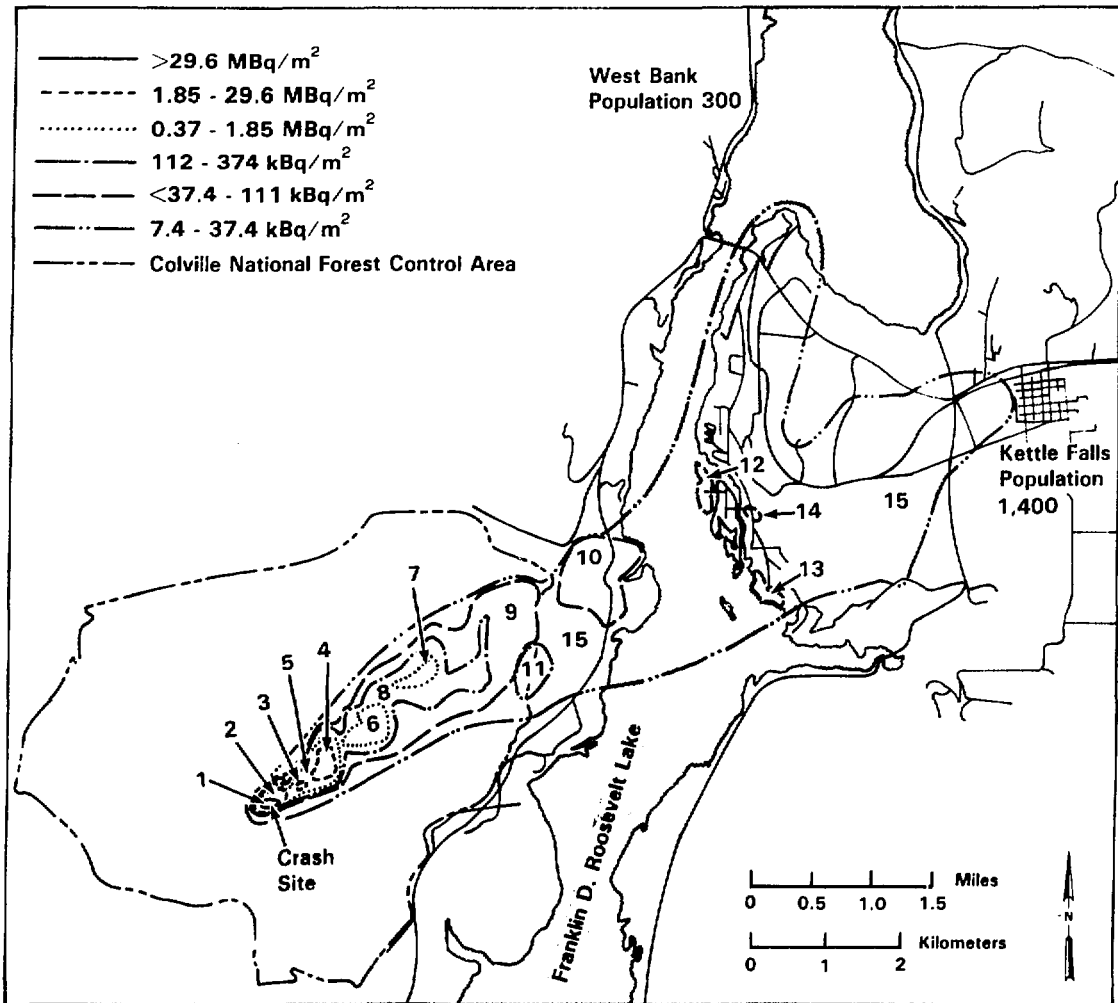 >29.6 MBq/m²
1.85 - 29.6 MBq/m²
0.37 - 1.85 MBq/m²
112 - 374 kBq/m²
<37.4 - 111 kBq/m²
7.4 - 37.4 kBq/m²
Colville National Forest Control Area
West Bank
Population 300
Kettle Falls
Population
1,400
12
14
15
13
10
7
9
15
4
5
11
8
3
6
2
1
Crash
Site
Franklin D. Roosevelt Lake
Miles
0 0.5 1.0 1.5
Kilometers
0 1 2
N